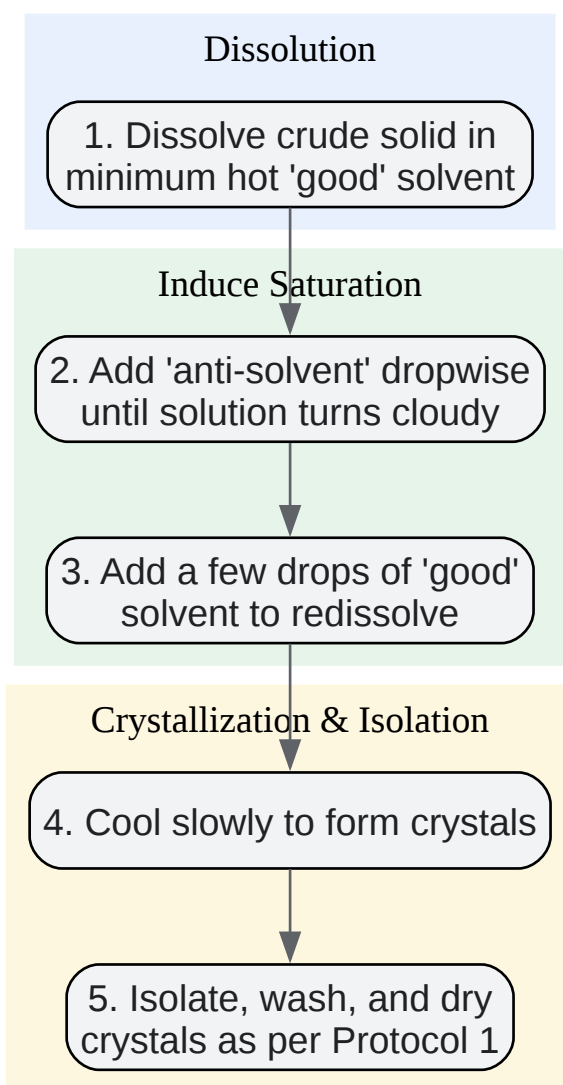 Dissolution
1. Dissolve crude solid in
minimum hot 'good' solvent
Induce Saturation
2. Add 'anti-solvent' dropwise
until solution turns cloudy
3. Add a few drops of 'good'
solvent to redissolve
Crystallization & Isolation
4. Cool slowly to form crystals
5. Isolate, wash, and dry
crystals as per Protocol 1